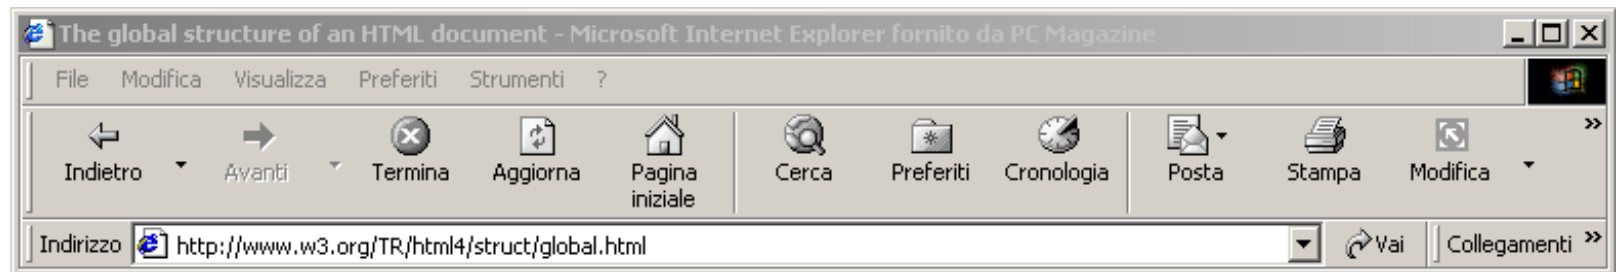 The global structure of an HTML document - Microsoft Internet Explorer fornito da PC Magazine
File Modifica Visualizza Preferiti Strumenti ?
Indietro Avanti Termina Aggiorna Pagina iniziale Cerca Preferiti Cronologia Posta Stampa Modifica »
Indirizzo http://www.w3.org/TR/html4/struct/global.html Vai Collegamenti »